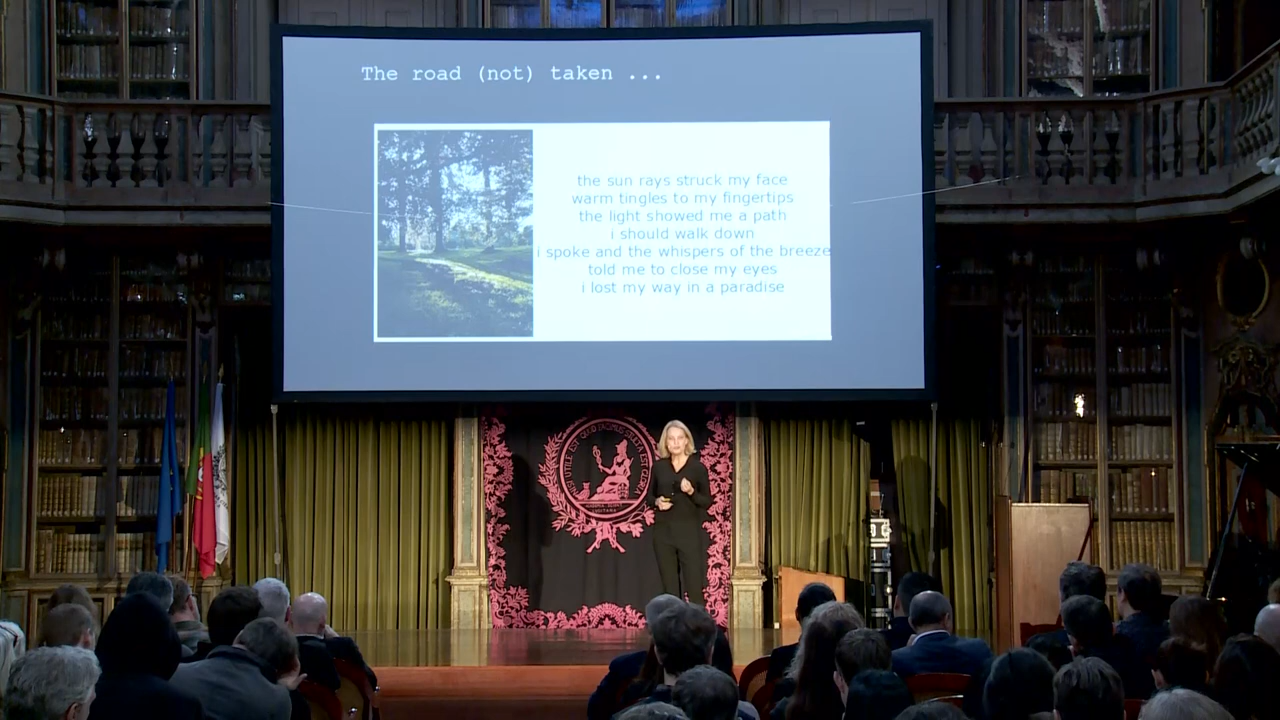 The road (not) taken ...
the sun rays struck my face
warm tingles to my fingertips
the light showed me a path
i should walk down
i spoke and the whispers of the breeze
told me to close my eyes
i lost my way in a paradise